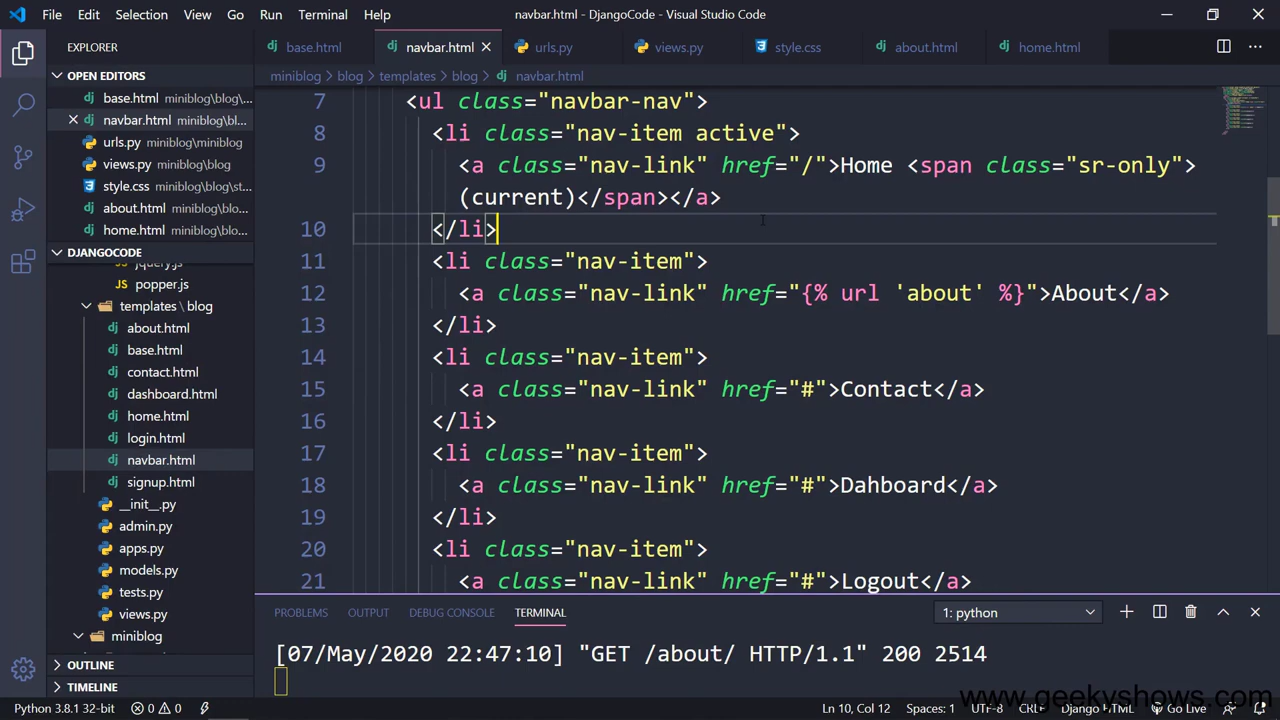 File Edit Selection View Go Run Terminal Help
navbar.html - DjangoCode - Visual Studio Code
EXPLORER
base.html
navbar.html
urls.py
views.py
style.css
about.html
home.html
OPEN EDITORS
miniblog > blog > templates > blog > navbar.html
base.html miniblog\blog\...
navbar.html miniblog\bl...
urls.py miniblog\miniblog
views.py miniblog\blog
style.css miniblog\blog\st...
about.html miniblog\blo...
home.html miniblog\blo...
DJANGOCODE
jquery.js
popper.js
templates \ blog
about.html
base.html
contact.html
dashboard.html
home.html
login.html
navbar.html
signup.html
__init__.py
admin.py
apps.py
models.py
tests.py
views.py
miniblog
OUTLINE
TIMELINE
7 <ul class="navbar-nav">
8 <li class="nav-item active">
9 <a class="nav-link" href="/">Home <span class="sr-only">
(current)</span></a>
10 </li>
11 <li class="nav-item">
12 <a class="nav-link" href="{% url 'about' %}">About</a>
13 </li>
14 <li class="nav-item">
15 <a class="nav-link" href="#">Contact</a>
16 </li>
17 <li class="nav-item">
18 <a class="nav-link" href="#">Dahboard</a>
19 </li>
20 <li class="nav-item">
21 <a class="nav-link" href="#">Logout</a>
PROBLEMS OUTPUT DEBUG CONSOLE TERMINAL
1: python
[07/May/2020 22:47:10] "GET /about/ HTTP/1.1" 200 2514
www.geekyshows.com
Python 3.8.1 32-bit 0 0 Ln 10, Col 12 Spaces: 1 UTF-8 CRLF Django HTML Go Live